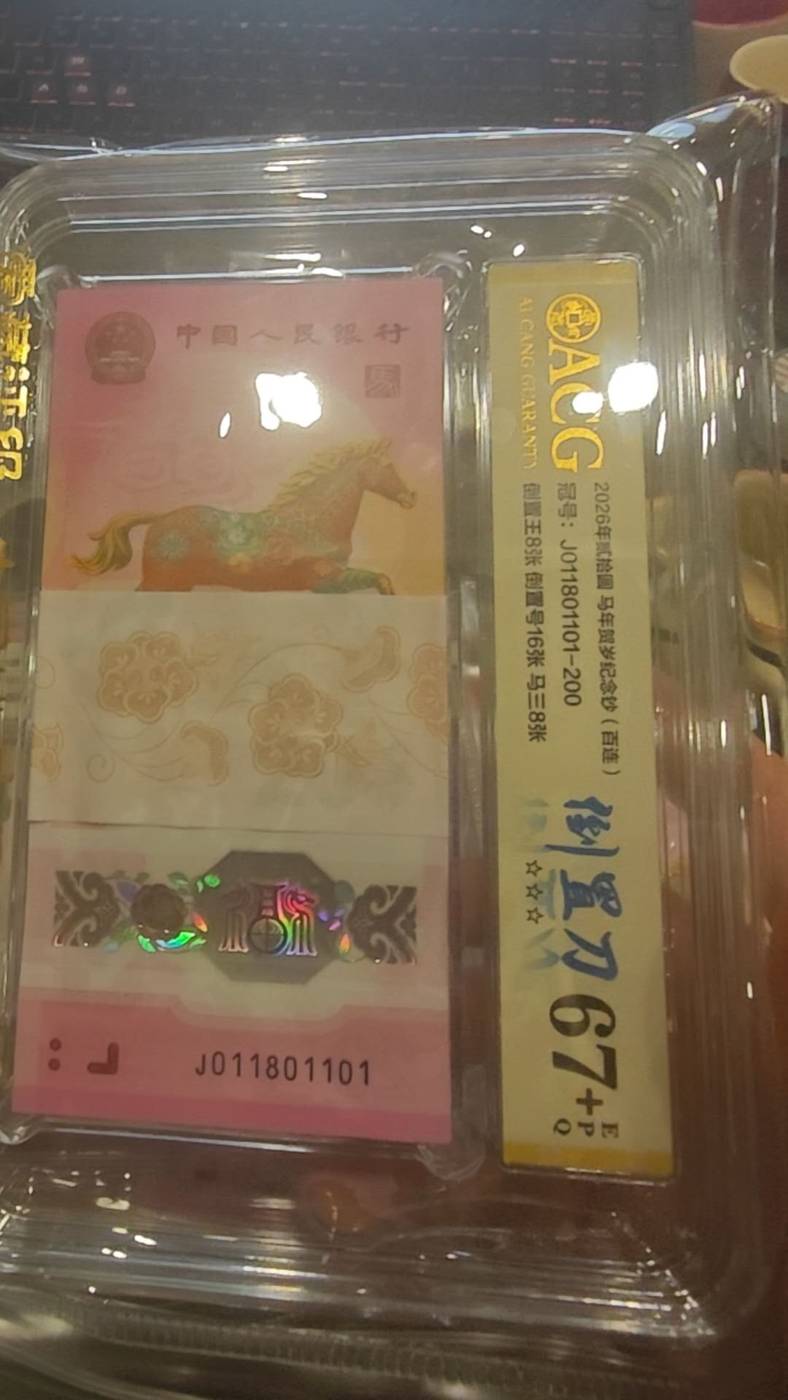 中国人民银行
J011801101
ACG
AI CANG GUARANTY
2026年贰拾圆 马年贺岁纪念钞（百连）
冠号：J011801101-200
倒置王8张 倒置号16张 马三8张
倒置刀
☆☆☆
67+
EPQ